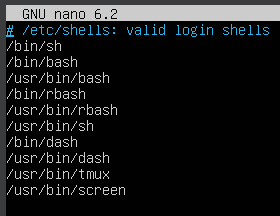 GNU nano 6.2
# /etc/shells: valid login shells
/bin/sh
/bin/bash
/usr/bin/bash
/bin/rbash
/usr/bin/rbash
/usr/bin/sh
/bin/dash
/usr/bin/dash
/usr/bin/tmux
/usr/bin/screen